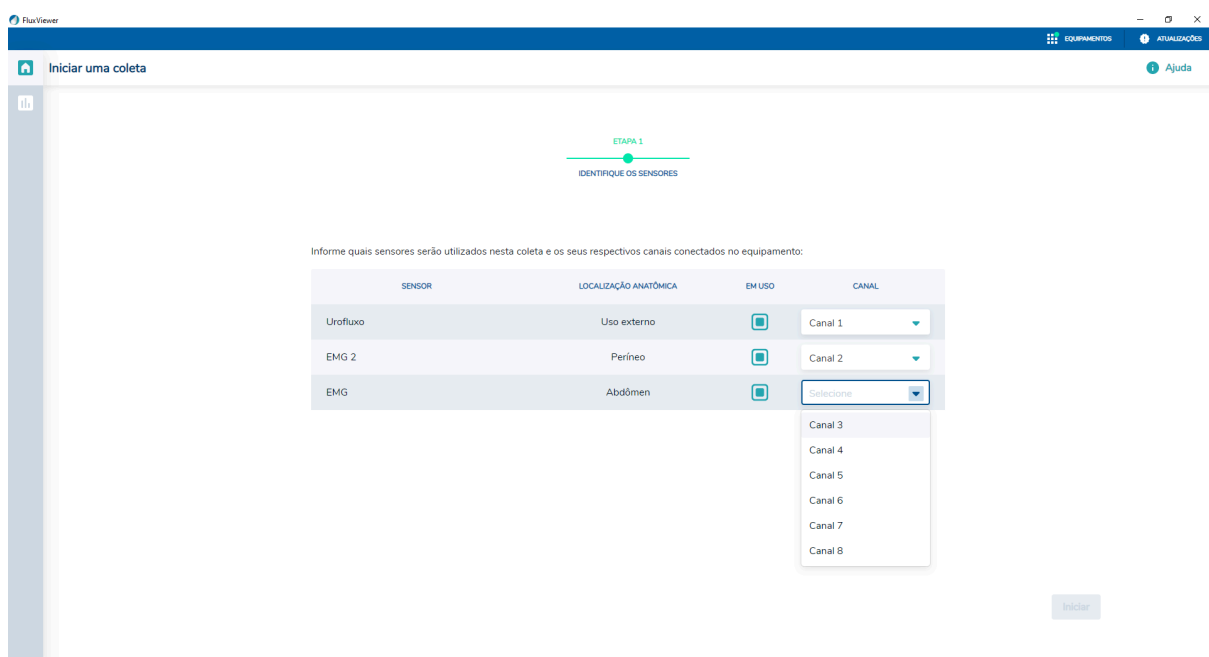 FluxViewer
EQUIPAMENTOS
ATUALIZAÇÕES
Iniciar uma coleta
Ajuda
ETAPA 1
IDENTIFIQUE OS SENSORES
Informe quais sensores serão utilizados nesta coleta e os seus respectivos canais conectados no equipamento:
SENSOR LOCALIZAÇÃO ANATÔMICA EM USO CANAL
Urofluxo Uso externo Canal 1
EMG 2 Períneo Canal 2
EMG Abdômen Selecione
Canal 3
Canal 4
Canal 5
Canal 6
Canal 7
Canal 8
Iniciar